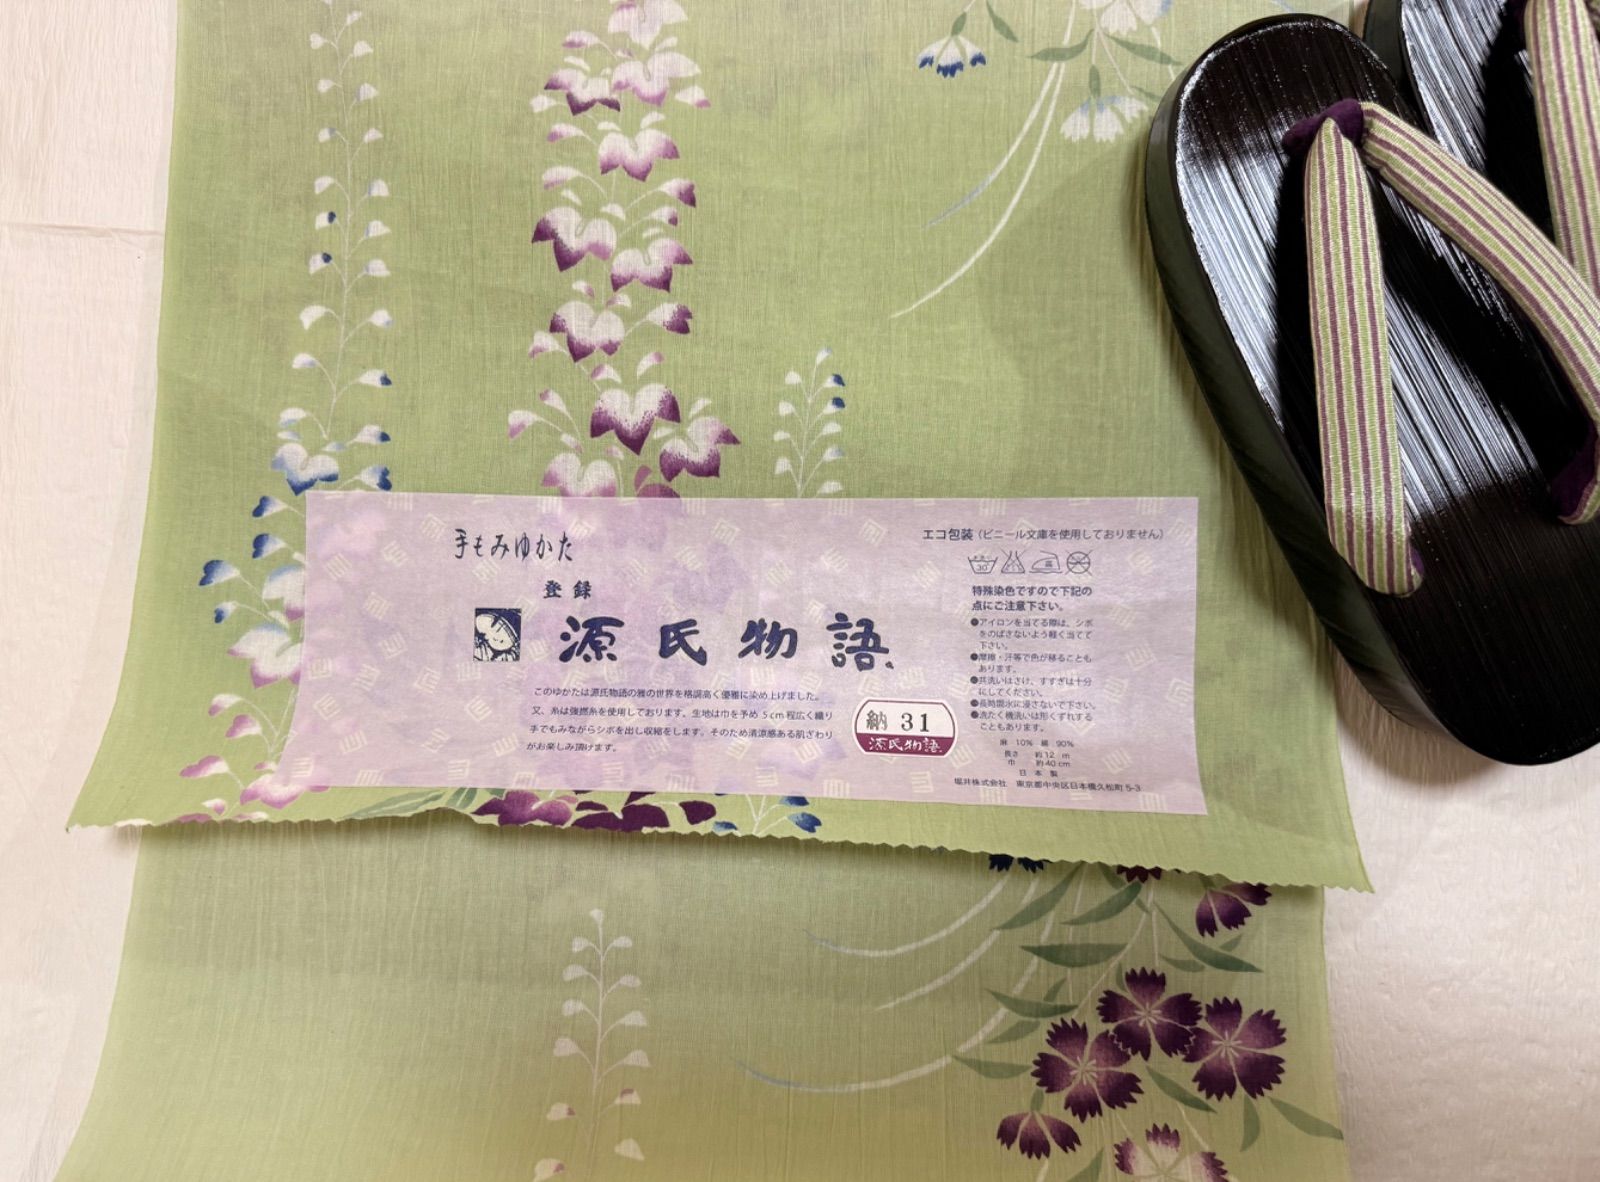 手もみゆかた
登録
源氏物語
このゆかたは源氏物語の雅の世界を格調高く優雅に染め上げました。
又、糸は強撚糸を使用しております。生地は巾を予め 5cm 程広く織り
手でもみながらシボを出し収縮をします。そのため清涼感ある肌ざわり
がお楽しみ頂けます。
納 31
源氏物語
エコ包装（ビニール文庫を使用しておりません）
30
特殊染色ですので下記の
点にご注意下さい。
●アイロンを当てる際は、シボ
をのばさないよう軽く当てて
下さい。
●摩擦・汗等で色が移ることも
あります。
●共洗いはさけ、すすぎは十分
にしてください。
●長時間水に浸さないで下さい。
●洗たく機洗いは形くずれする
こともあります。
麻 10% 綿 90%
長さ 約12 m
巾 約40 cm
日本製
堀井株式会社 東京都中央区日本橋久松町 5-3